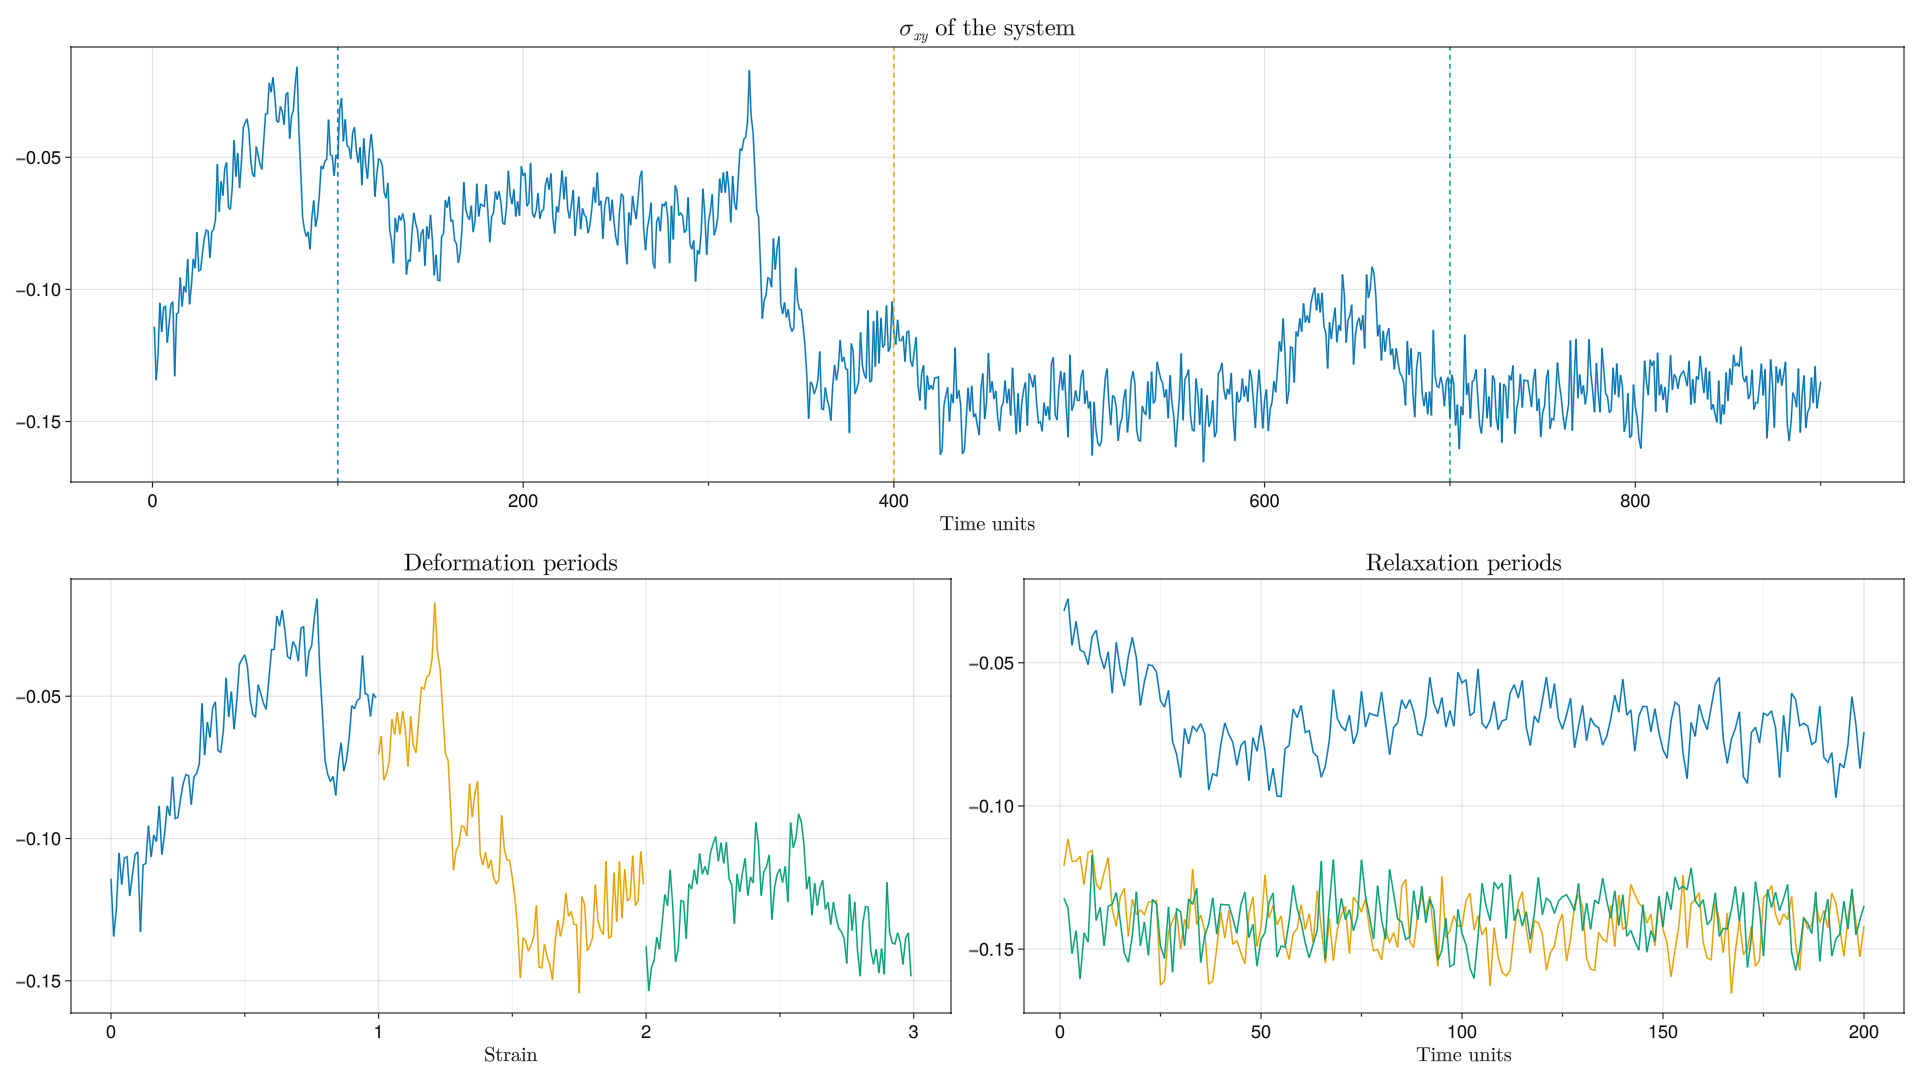 σxy of the system
−0.05
−0.10
−0.15
0 200 400 600 800
Time units
Deformation periods
−0.05
−0.10
−0.15
0 1 2 3
Strain
Relaxation periods
−0.05
−0.10
−0.15
0 50 100 150 200
Time units